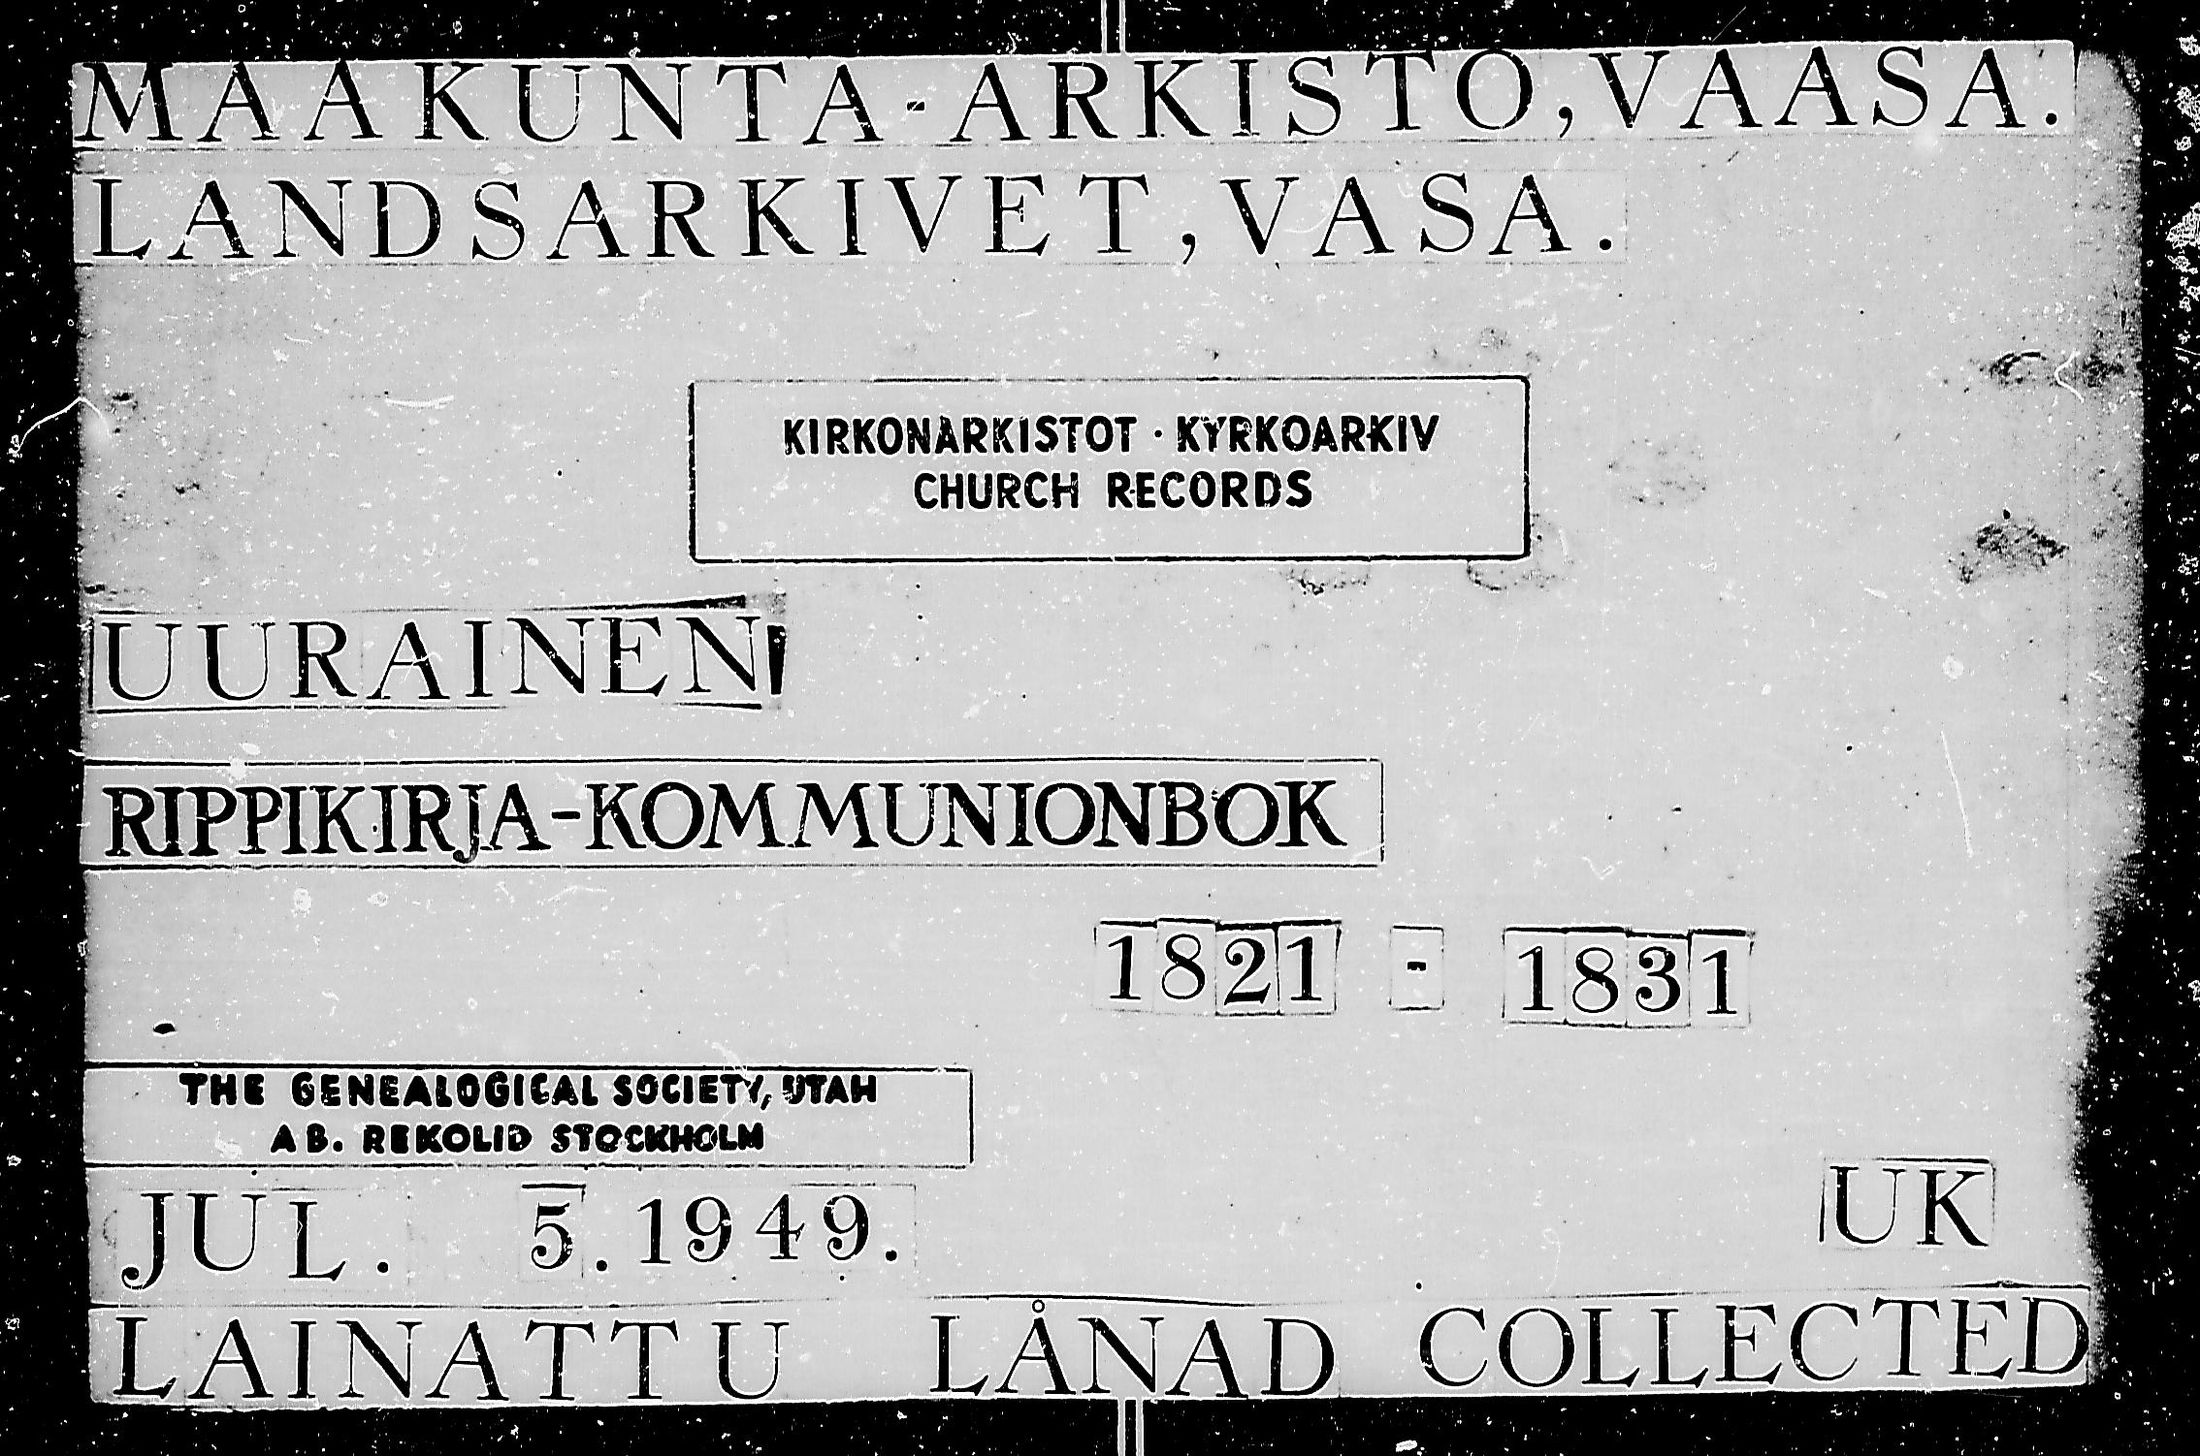 MAAKUNTA-ARKISTO, VAASA.
LANDSARKIVET, VASA.
KIRKONARKISTOT · KYRKOARKIV
CHURCH RECORDS
UURAINEN
RIPPIKIRJA-KOMMUNIONBOK
1821 - 1831
THE GENEALOGICAL SOCIETY, UTAH
AB. REKOLID STOCKHOLM
JUL. 5.1949.
UK
LAINATTU LÅNAD COLLECTED